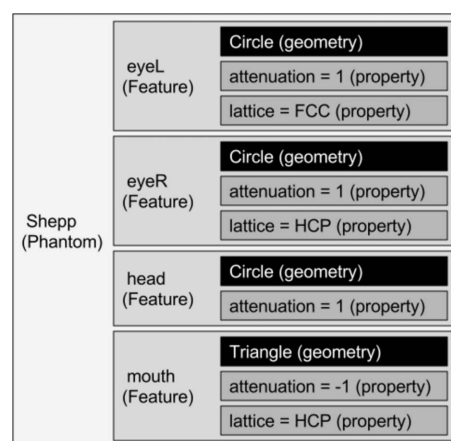 Shepp
(Phantom)
eyeL
(Feature)
Circle (geometry)
attenuation = 1 (property)
lattice = FCC (property)
eyeR
(Feature)
Circle (geometry)
attenuation = 1 (property)
lattice = HCP (property)
head
(Feature)
Circle (geometry)
attenuation = 1 (property)
mouth
(Feature)
Triangle (geometry)
attenuation = -1 (property)
lattice = HCP (property)